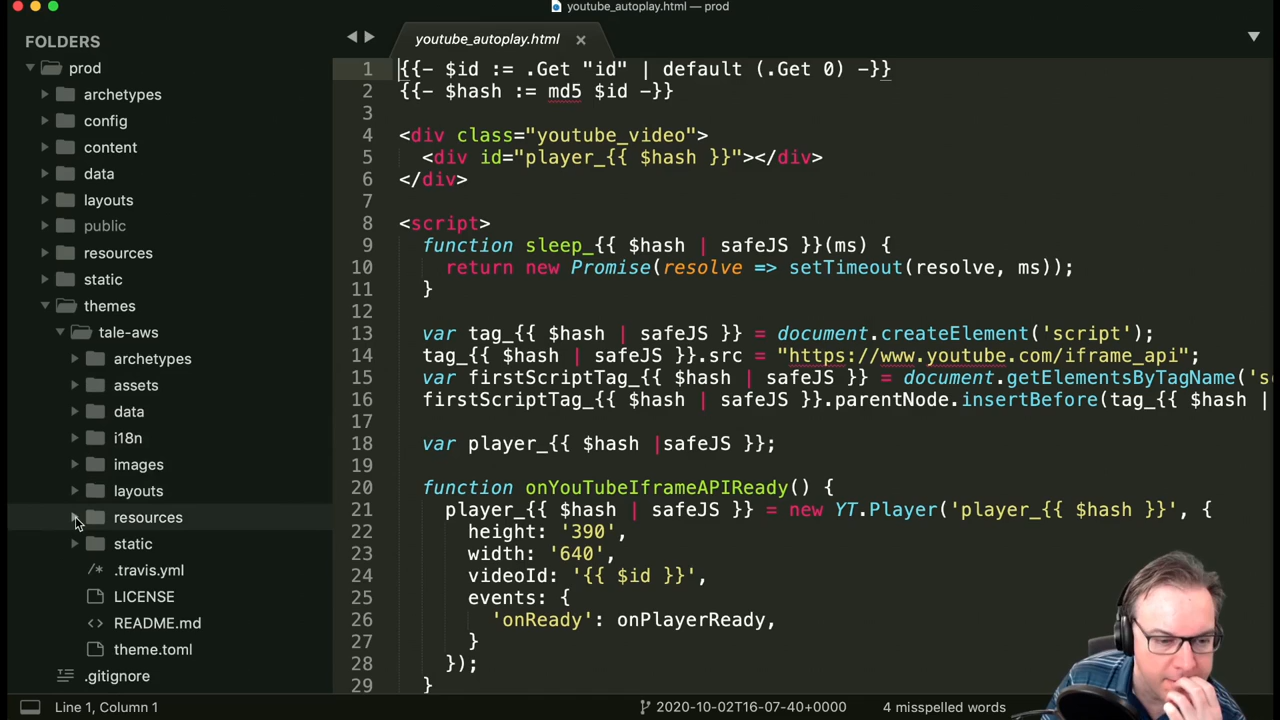 youtube_autoplay.html — prod
FOLDERS
prod
archetypes
config
content
data
layouts
public
resources
static
themes
tale-aws
archetypes
assets
data
i18n
images
layouts
resources
static
/* .travis.yml
LICENSE
<> README.md
theme.toml
.gitignore
youtube_autoplay.html ×
1 {{- $id := .Get "id" | default (.Get 0) -}}
2 {{- $hash := md5 $id -}}
3
4 <div class="youtube_video">
5 <div id="player_{{ $hash }}"></div>
6 </div>
7
8 <script>
9 function sleep_{{ $hash | safeJS }}(ms) {
10 return new Promise(resolve => setTimeout(resolve, ms));
11 }
12
13 var tag_{{ $hash | safeJS }} = document.createElement('script');
14 tag_{{ $hash | safeJS }}.src = "https://www.youtube.com/iframe_api";
15 var firstScriptTag_{{ $hash | safeJS }} = document.getElementsByTagName('s
16 firstScriptTag_{{ $hash | safeJS }}.parentNode.insertBefore(tag_{{ $hash |
17
18 var player_{{ $hash |safeJS }};
19
20 function onYouTubeIframeAPIReady() {
21 player_{{ $hash | safeJS }} = new YT.Player('player_{{ $hash }}', {
22 height: '390',
23 width: '640',
24 videoId: '{{ $id }}',
25 events: {
26 'onReady': onPlayerReady,
27 }
28 });
29 }
Line 1, Column 1
2020-10-02T16-07-40+0000
4 misspelled words